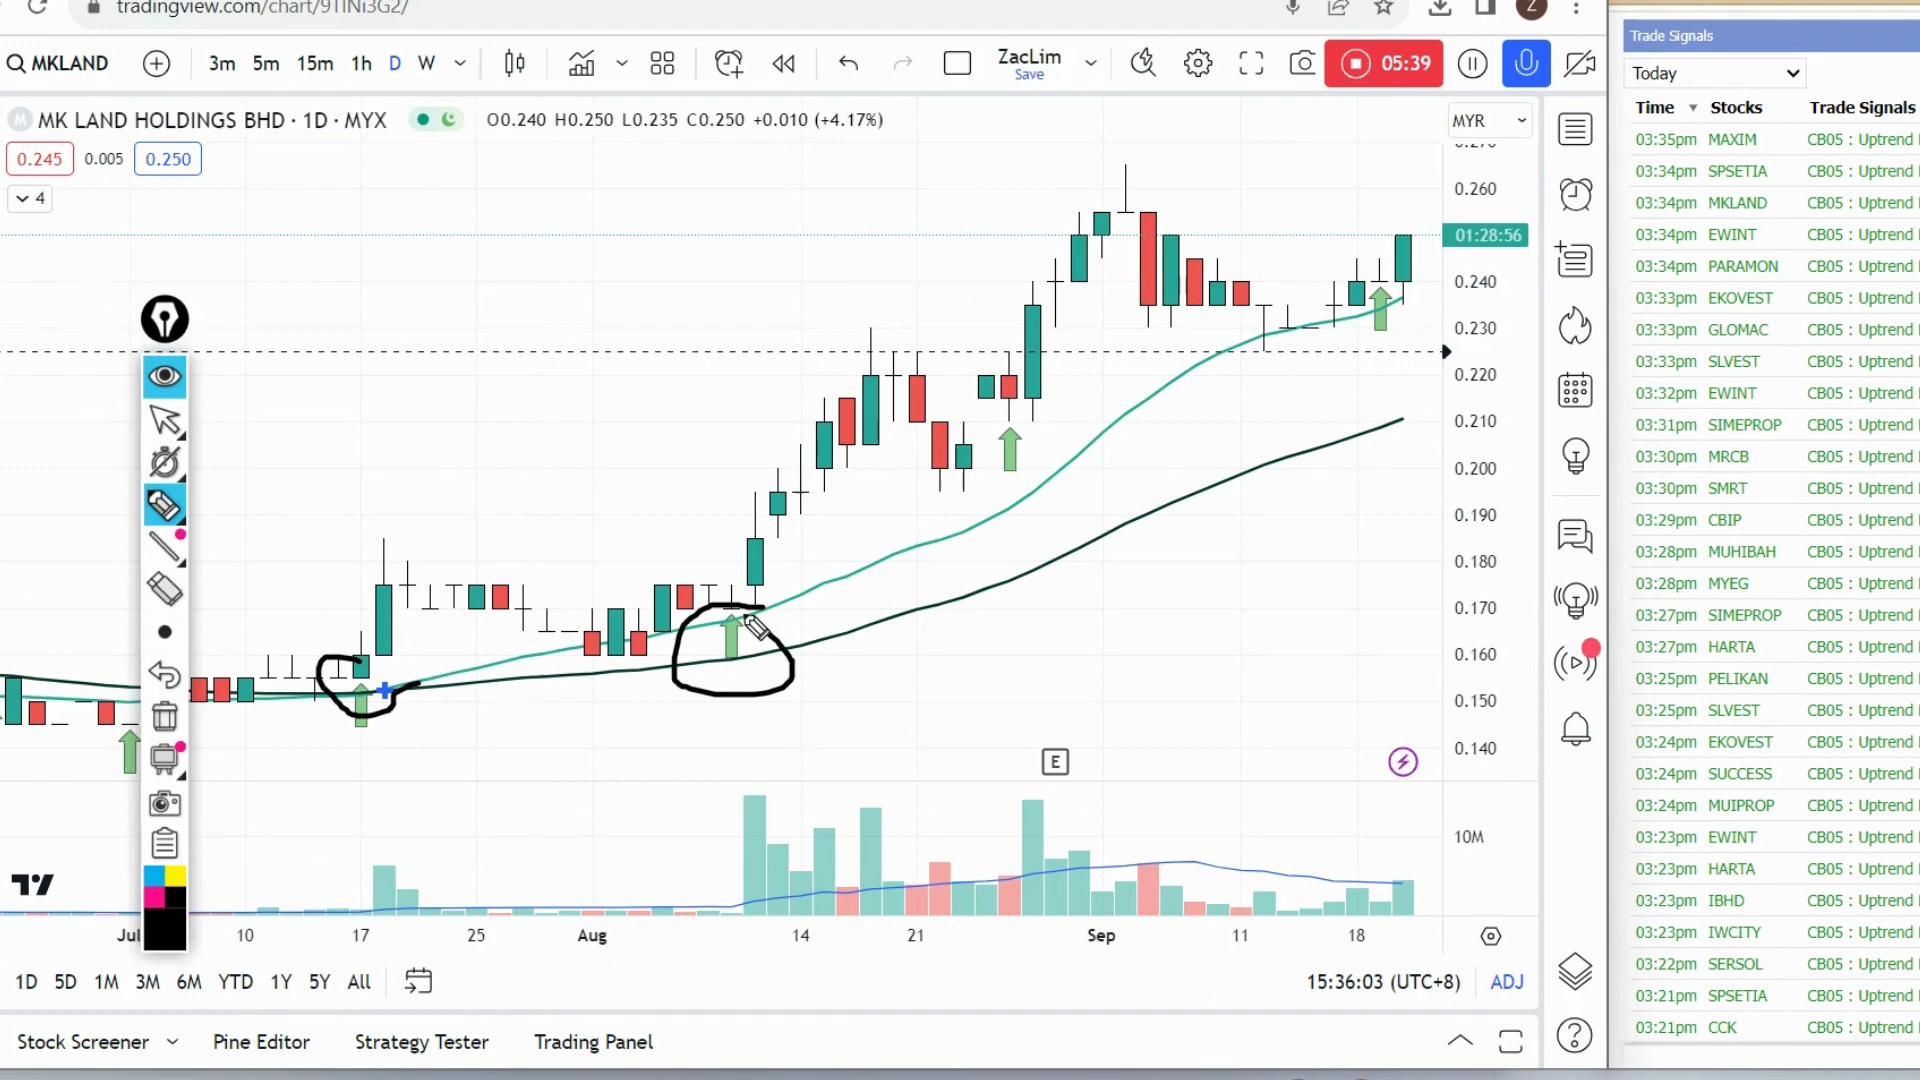 tradingview.com/chart/
MKLAND
3m 5m 15m 1h D W
ZacLim
Save
05:39
Z
M MK LAND HOLDINGS BHD · 1D · MYX
O0.240 H0.250 L0.235 C0.250 +0.010 (+4.17%)
MYR
0.245 0.005 0.250
4
0.270
0.260
01:28:56
0.240
0.230
0.220
0.210
0.200
0.190
0.180
0.170
0.160
0.150
0.140
E
10M
Jul 10 17 25 Aug 14 21 Sep 11 18
1D 5D 1M 3M 6M YTD 1Y 5Y All
15:36:03 (UTC+8) ADJ
Stock Screener Pine Editor Strategy Tester Trading Panel
Trade Signals
Today
Time Stocks Trade Signals
03:35pm MAXIM CB05 : Uptrend
03:34pm SPSETIA CB05 : Uptrend
03:34pm MKLAND CB05 : Uptrend
03:34pm EWINT CB05 : Uptrend
03:34pm PARAMON CB05 : Uptrend
03:33pm EKOVEST CB05 : Uptrend
03:33pm GLOMAC CB05 : Uptrend
03:33pm SLVEST CB05 : Uptrend
03:32pm EWINT CB05 : Uptrend
03:31pm SIMEPROP CB05 : Uptrend
03:30pm MRCB CB05 : Uptrend
03:30pm SMRT CB05 : Uptrend
03:29pm CBIP CB05 : Uptrend
03:28pm MUHIBAH CB05 : Uptrend
03:28pm MYEG CB05 : Uptrend
03:27pm SIMEPROP CB05 : Uptrend
03:27pm HARTA CB05 : Uptrend
03:25pm PELIKAN CB05 : Uptrend
03:25pm SLVEST CB05 : Uptrend
03:24pm EKOVEST CB05 : Uptrend
03:24pm SUCCESS CB05 : Uptrend
03:24pm MUIPROP CB05 : Uptrend
03:23pm EWINT CB05 : Uptrend
03:23pm HARTA CB05 : Uptrend
03:23pm IBHD CB05 : Uptrend
03:23pm IWCITY CB05 : Uptrend
03:22pm SERSOL CB05 : Uptrend
03:21pm SPSETIA CB05 : Uptrend
03:21pm CCK CB05 : Uptrend